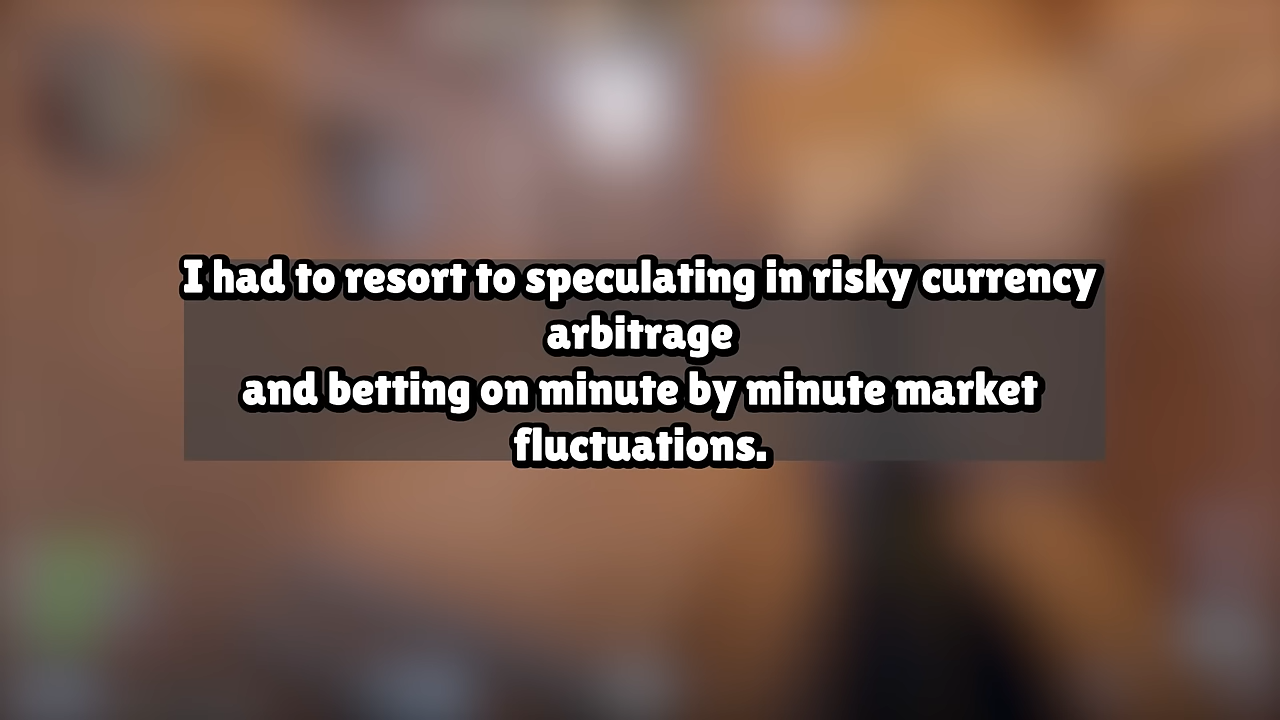 I had to resort to speculating in risky currency
arbitrage
and betting on minute by minute market
fluctuations.